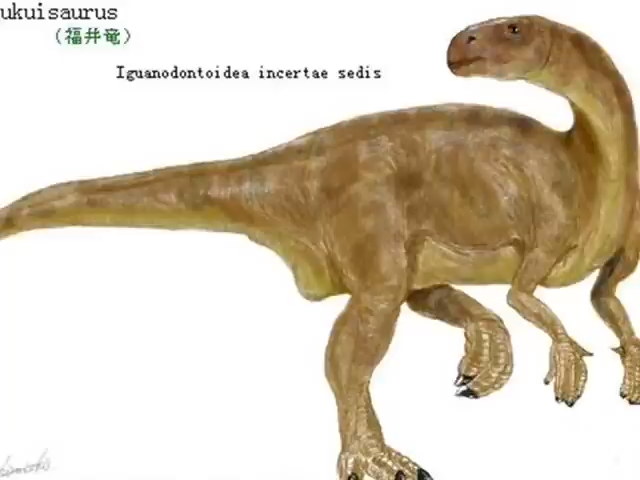 ukuisaurus
(福井竜)
Iguanodontoidea incertae sedis